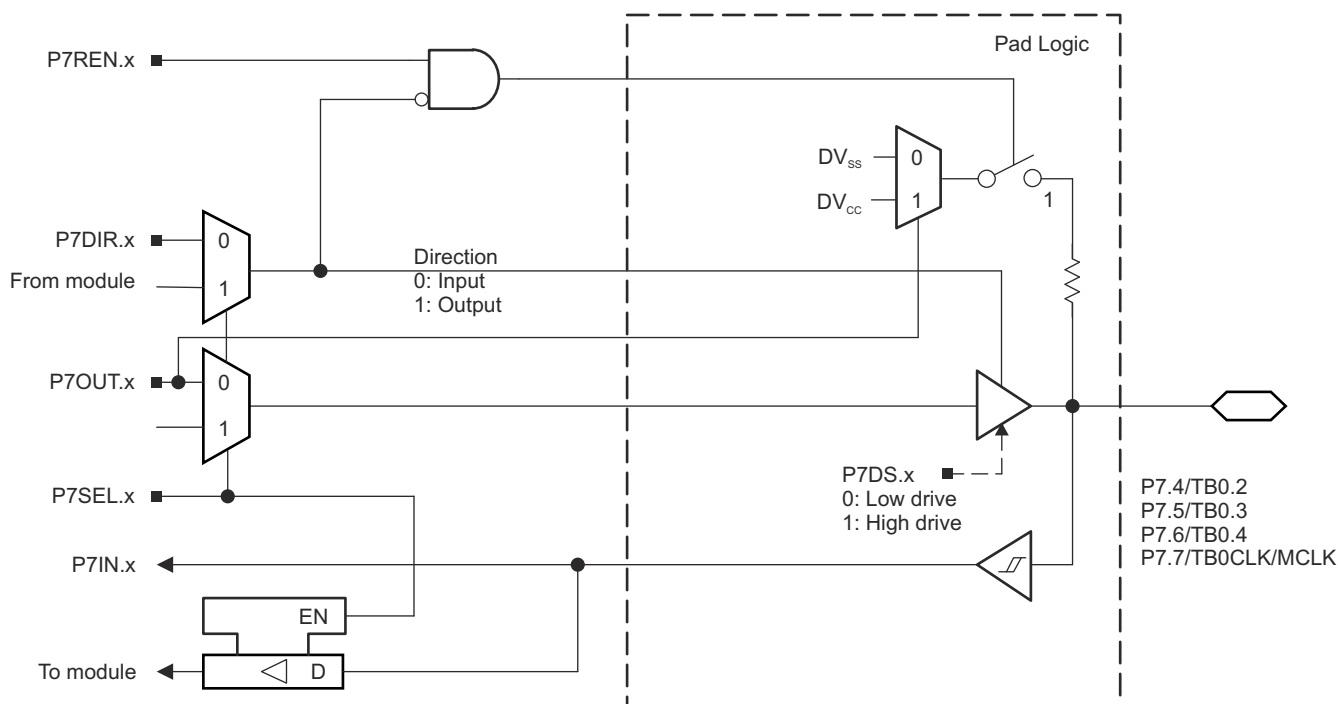 Pad Logic
P7REN.x
DVSS
0
DVCC
1
1
P7DIR.x
0
From module
1
Direction
0: Input
1: Output
P7OUT.x
0
1
P7DS.x
0: Low drive
1: High drive
P7SEL.x
P7.4/TB0.2
P7.5/TB0.3
P7.6/TB0.4
P7.7/TB0CLK/MCLK
P7IN.x
EN
To module
D